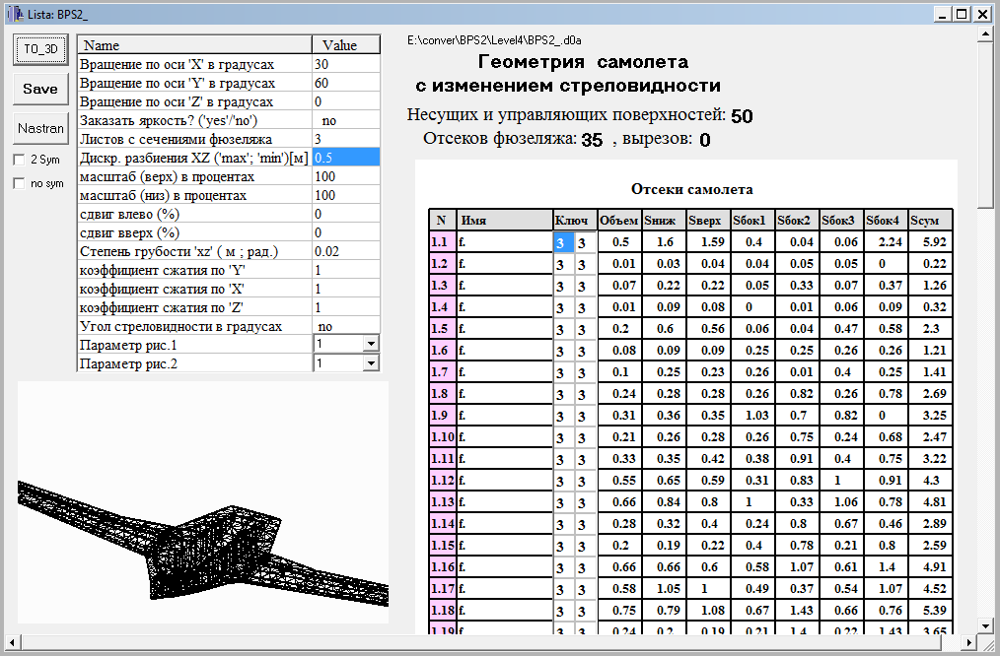 Lista: BPS2_
TO_3D
Save
Nastran
2 Sym
no sym
Name Value
Вращение по оси 'X' в градусах 30
Вращение по оси 'Y' в градусах 60
Вращение по оси 'Z' в градусах 0
Заказать яркость? ('yes'/'no') no
Листов с сечениями фюзеляжа 3
Дискр. разбиения XZ ('max'; 'min')[м] 0.5
масштаб (верх) в процентах 100
масштаб (низ) в процентах 100
сдвиг влево (%) 0
сдвиг вверх (%) 0
Степень грубости 'xz' ( м ; рад.) 0.02
коэффициент сжатия по 'Y' 1
коэффициент сжатия по 'X' 1
коэффициент сжатия по 'Z' 1
Угол стреловидности в градусах no
Параметр рис.1 1
Параметр рис.2 1
E:\conver\BPS2\Level4\BPS2_.d0a
Геометрия самолета
с изменением стреловидности
Несущих и управляющих поверхностей: 50
Отсеков фюзеляжа: 35 , вырезов: 0
Отсеки самолета
N Имя Ключ Объем Sниж Sверх Sбок1 Sбок2 Sбок3 Sбок4 Sсум
1.1 f. 3 3 0.5 1.6 1.59 0.4 0.04 0.06 2.24 5.92
1.2 f. 3 3 0.01 0.03 0.04 0.04 0.05 0.05 0 0.22
1.3 f. 3 3 0.07 0.22 0.22 0.05 0.33 0.07 0.37 1.26
1.4 f. 3 3 0.01 0.09 0.08 0 0.01 0.06 0.09 0.32
1.5 f. 3 3 0.2 0.6 0.56 0.06 0.04 0.47 0.58 2.3
1.6 f. 3 3 0.08 0.09 0.09 0.25 0.25 0.26 0.26 1.21
1.7 f. 3 3 0.1 0.25 0.23 0.26 0.01 0.4 0.25 1.41
1.8 f. 3 3 0.24 0.28 0.28 0.26 0.82 0.26 0.78 2.69
1.9 f. 3 3 0.31 0.36 0.35 1.03 0.7 0.82 0 3.25
1.10 f. 3 3 0.21 0.26 0.28 0.26 0.75 0.24 0.68 2.47
1.11 f. 3 3 0.33 0.35 0.42 0.38 0.91 0.4 0.75 3.22
1.12 f. 3 3 0.55 0.65 0.59 0.31 0.83 1 0.91 4.3
1.13 f. 3 3 0.66 0.84 0.8 1 0.33 1.06 0.78 4.81
1.14 f. 3 3 0.28 0.32 0.4 0.24 0.8 0.67 0.46 2.89
1.15 f. 3 3 0.2 0.19 0.22 0.4 0.78 0.21 0.8 2.59
1.16 f. 3 3 0.66 0.66 0.6 0.58 1.07 0.61 1.4 4.91
1.17 f. 3 3 0.58 1.05 1 0.49 0.37 0.54 1.07 4.52
1.18 f. 3 3 0.75 0.79 1.08 0.67 1.43 0.66 0.76 5.39
1.19 f. 3 3 0.24 0.2 0.19 0.21 1.4 0.22 1.43 3.65